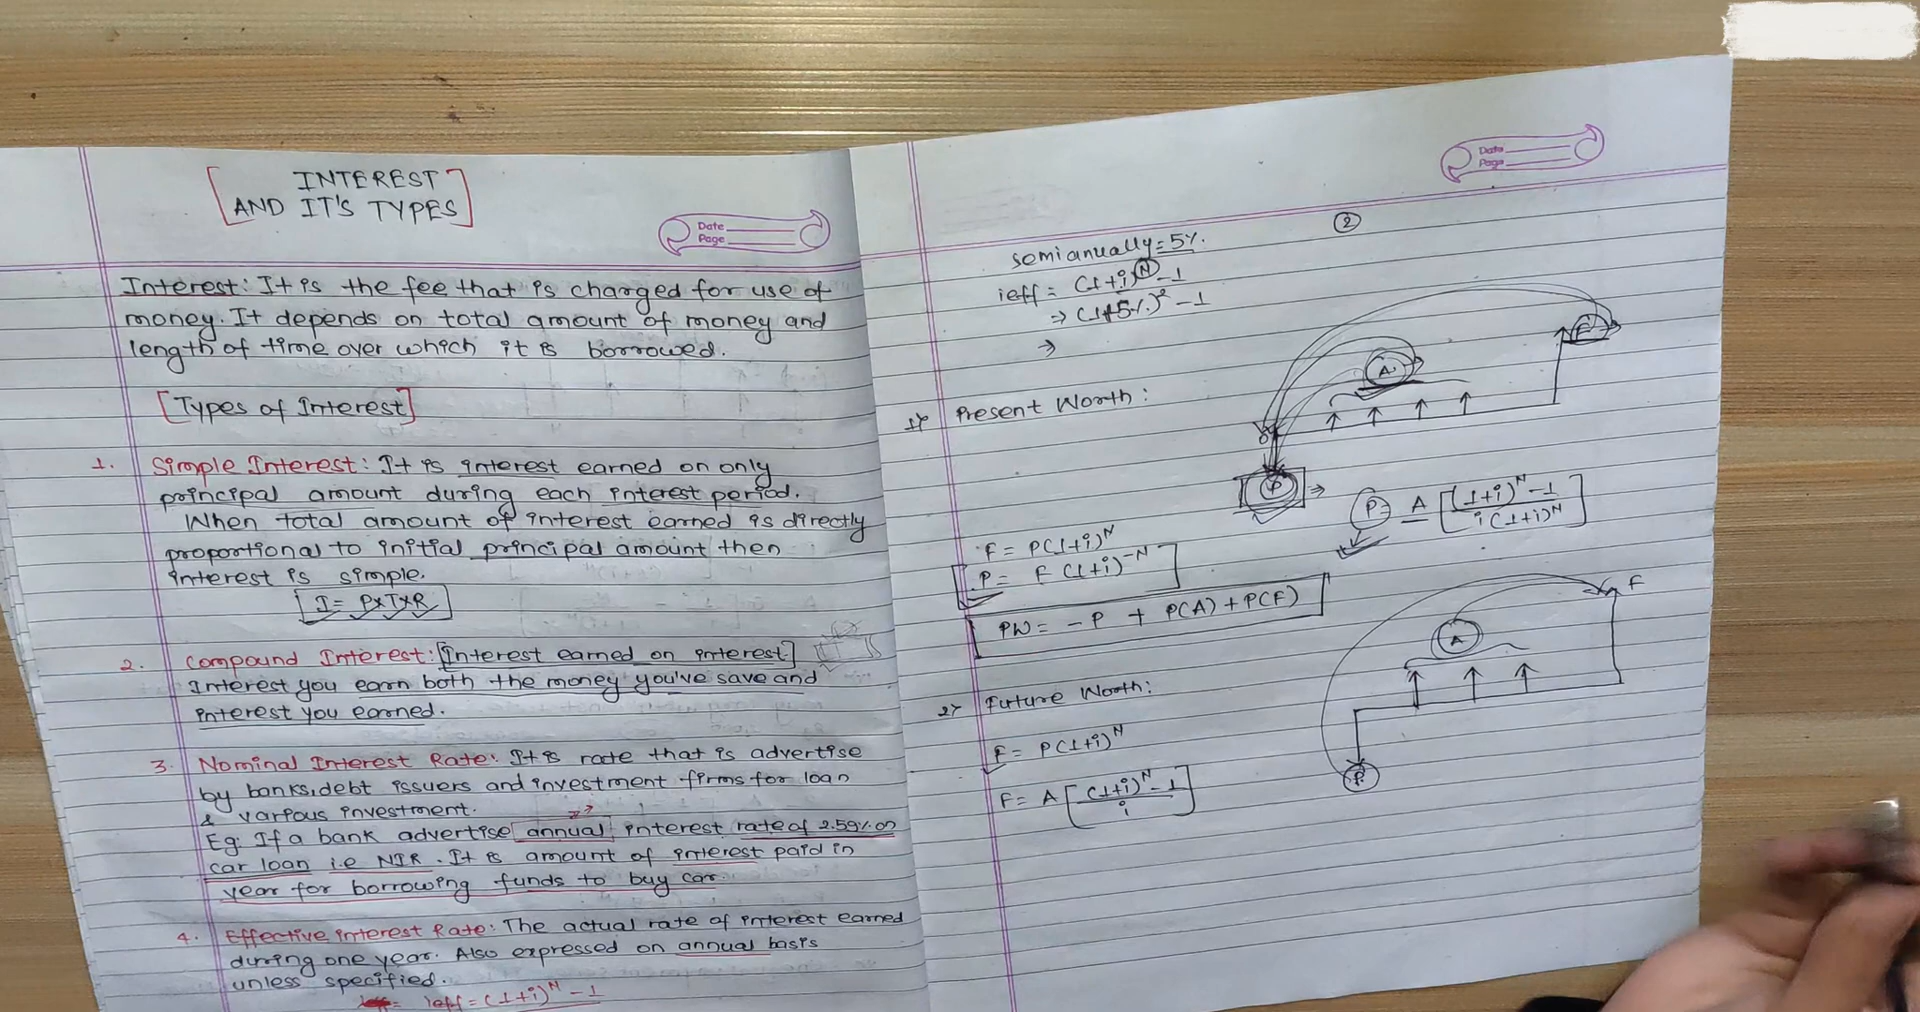 INTEREST
AND IT'S TYPES
Date
Page
Interest: It is the fee that is charged for use of
money. It depends on total amount of money and
length of time over which it is borrowed.
[Types of Interest]
1. Simple Interest: It is interest earned on only
principal amount during each interest period.
When total amount of interest earned is directly
proportional to initial principal amount then
interest is simple.
I = P×T×R
2. Compound Interest: [Interest earned on interest]
Interest you earn both the money you've save and
interest you earned.
3. Nominal Interest Rate: It is rate that is advertise
by banks, debt issuers and investment firms for loan
& various investment.
Eg: If a bank advertise annual interest rate of 2.59% on
car loan i.e NIR. It is amount of interest paid in
year for borrowing funds to buy car.
4. Effective interest Rate: The actual rate of interest earned
during one year. Also expressed on annual basis
unless specified.
ieff = (1+i)^N - 1
Date
Page
2
semianually = 5%.
ieff = (1+i)^N - 1
⇒ (1+5%)² - 1
⇒
1) Present Worth:
A
F
P ⇒ P = A [(1+i)^N - 1 / i(1+i)^N]
F = P(1+i)^N
P = F(1+i)^-N
PW = -P + P(A) + P(F)
2) Future Worth:
F
A
P
F = P(1+i)^N
F = A [(1+i)^N - 1 / i]